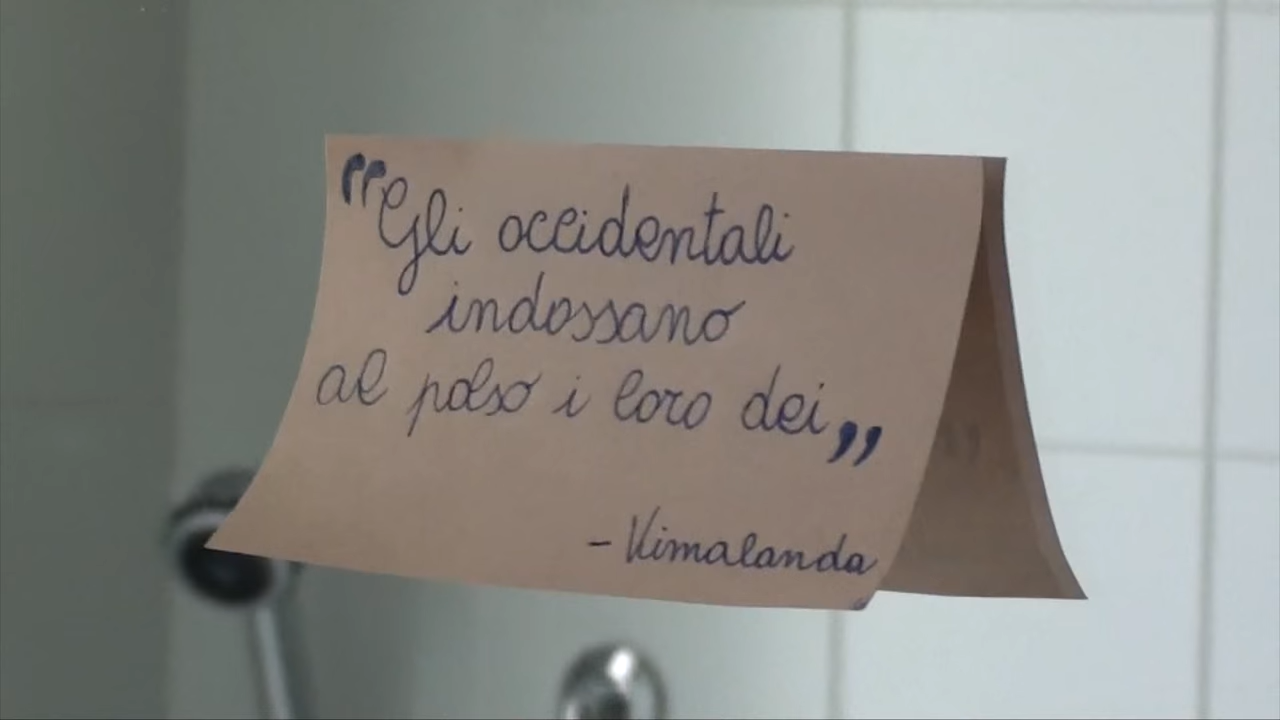 "Gli occidentali
indossano
al polso i loro dei„
- Vimalanda